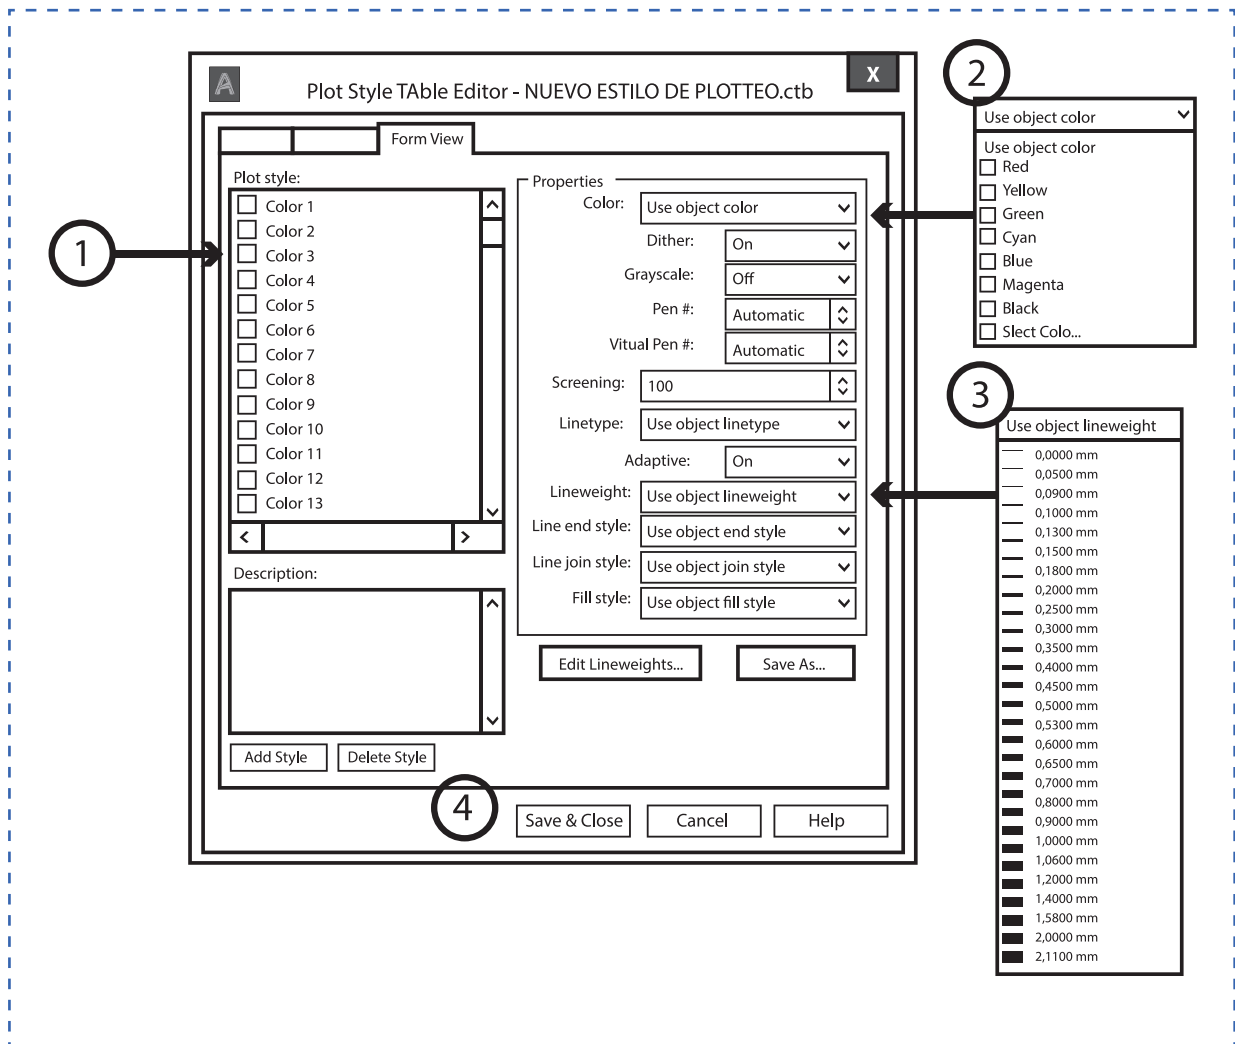 Plot Style TAble Editor - NUEVO ESTILO DE PLOTTEO.ctb
X
Form View
Plot style:
Color 1
Color 2
Color 3
Color 4
Color 5
Color 6
Color 7
Color 8
Color 9
Color 10
Color 11
Color 12
Color 13
Description:
Add Style
Delete Style
Properties
Color: Use object color
Dither: On
Grayscale: Off
Pen #: Automatic
Vitual Pen #: Automatic
Screening: 100
Linetype: Use object linetype
Adaptive: On
Lineweight: Use object lineweight
Line end style: Use object end style
Line join style: Use object join style
Fill style: Use object fill style
Edit Lineweights...
Save As...
Save & Close
Cancel
Help
1
2
Use object color
Use object color
Red
Yellow
Green
Cyan
Blue
Magenta
Black
Slect Colo...
3
Use object lineweight
0,0000 mm
0,0500 mm
0,0900 mm
0,1000 mm
0,1300 mm
0,1500 mm
0,1800 mm
0,2000 mm
0,2500 mm
0,3000 mm
0,3500 mm
0,4000 mm
0,4500 mm
0,5000 mm
0,5300 mm
0,6000 mm
0,6500 mm
0,7000 mm
0,8000 mm
0,9000 mm
1,0000 mm
1,0600 mm
1,2000 mm
1,4000 mm
1,5800 mm
2,0000 mm
2,1100 mm
4